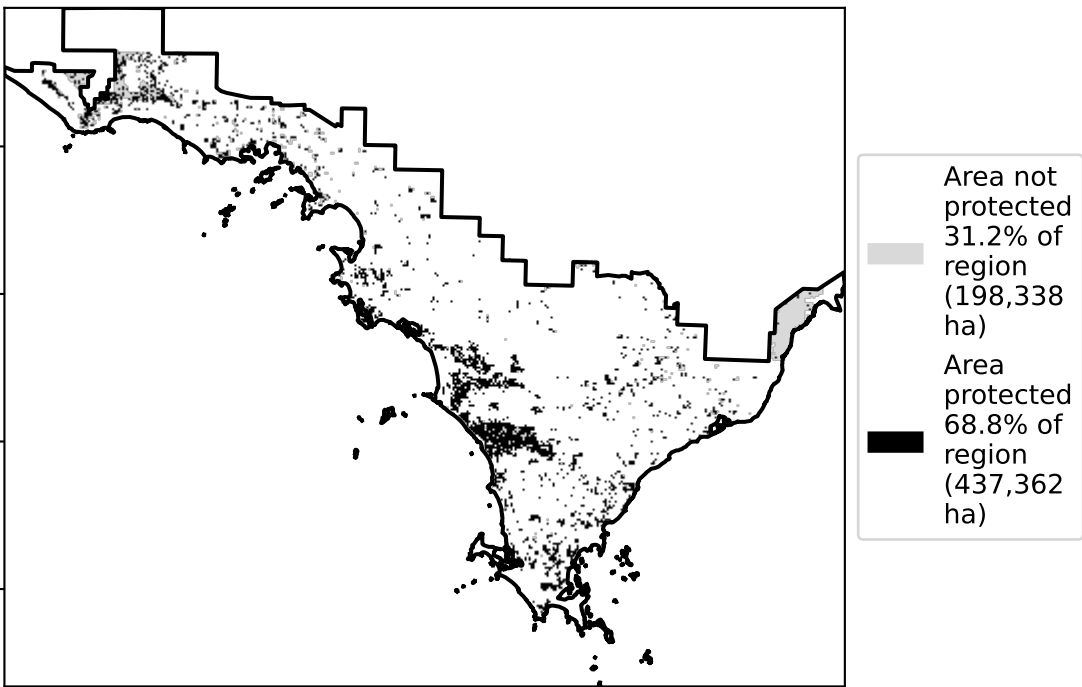 Area not
protected
31.2% of
region
(198,338
ha)
Area
protected
68.8% of
region
(437,362
ha)